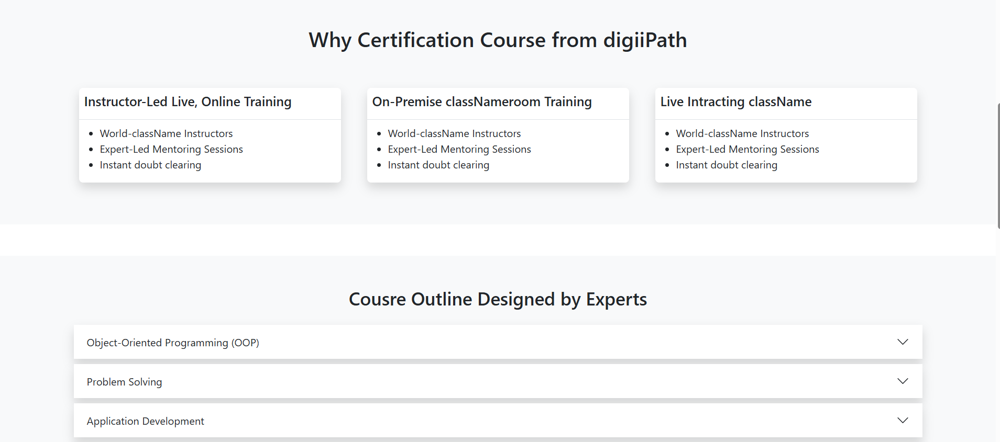 Why Certification Course from digiiPath
Instructor-Led Live, Online Training
World-className Instructors
Expert-Led Mentoring Sessions
Instant doubt clearing
On-Premise classNameroom Training
World-className Instructors
Expert-Led Mentoring Sessions
Instant doubt clearing
Live Intracting className
World-className Instructors
Expert-Led Mentoring Sessions
Instant doubt clearing
Cousre Outline Designed by Experts
Object-Oriented Programming (OOP)
Problem Solving
Application Development